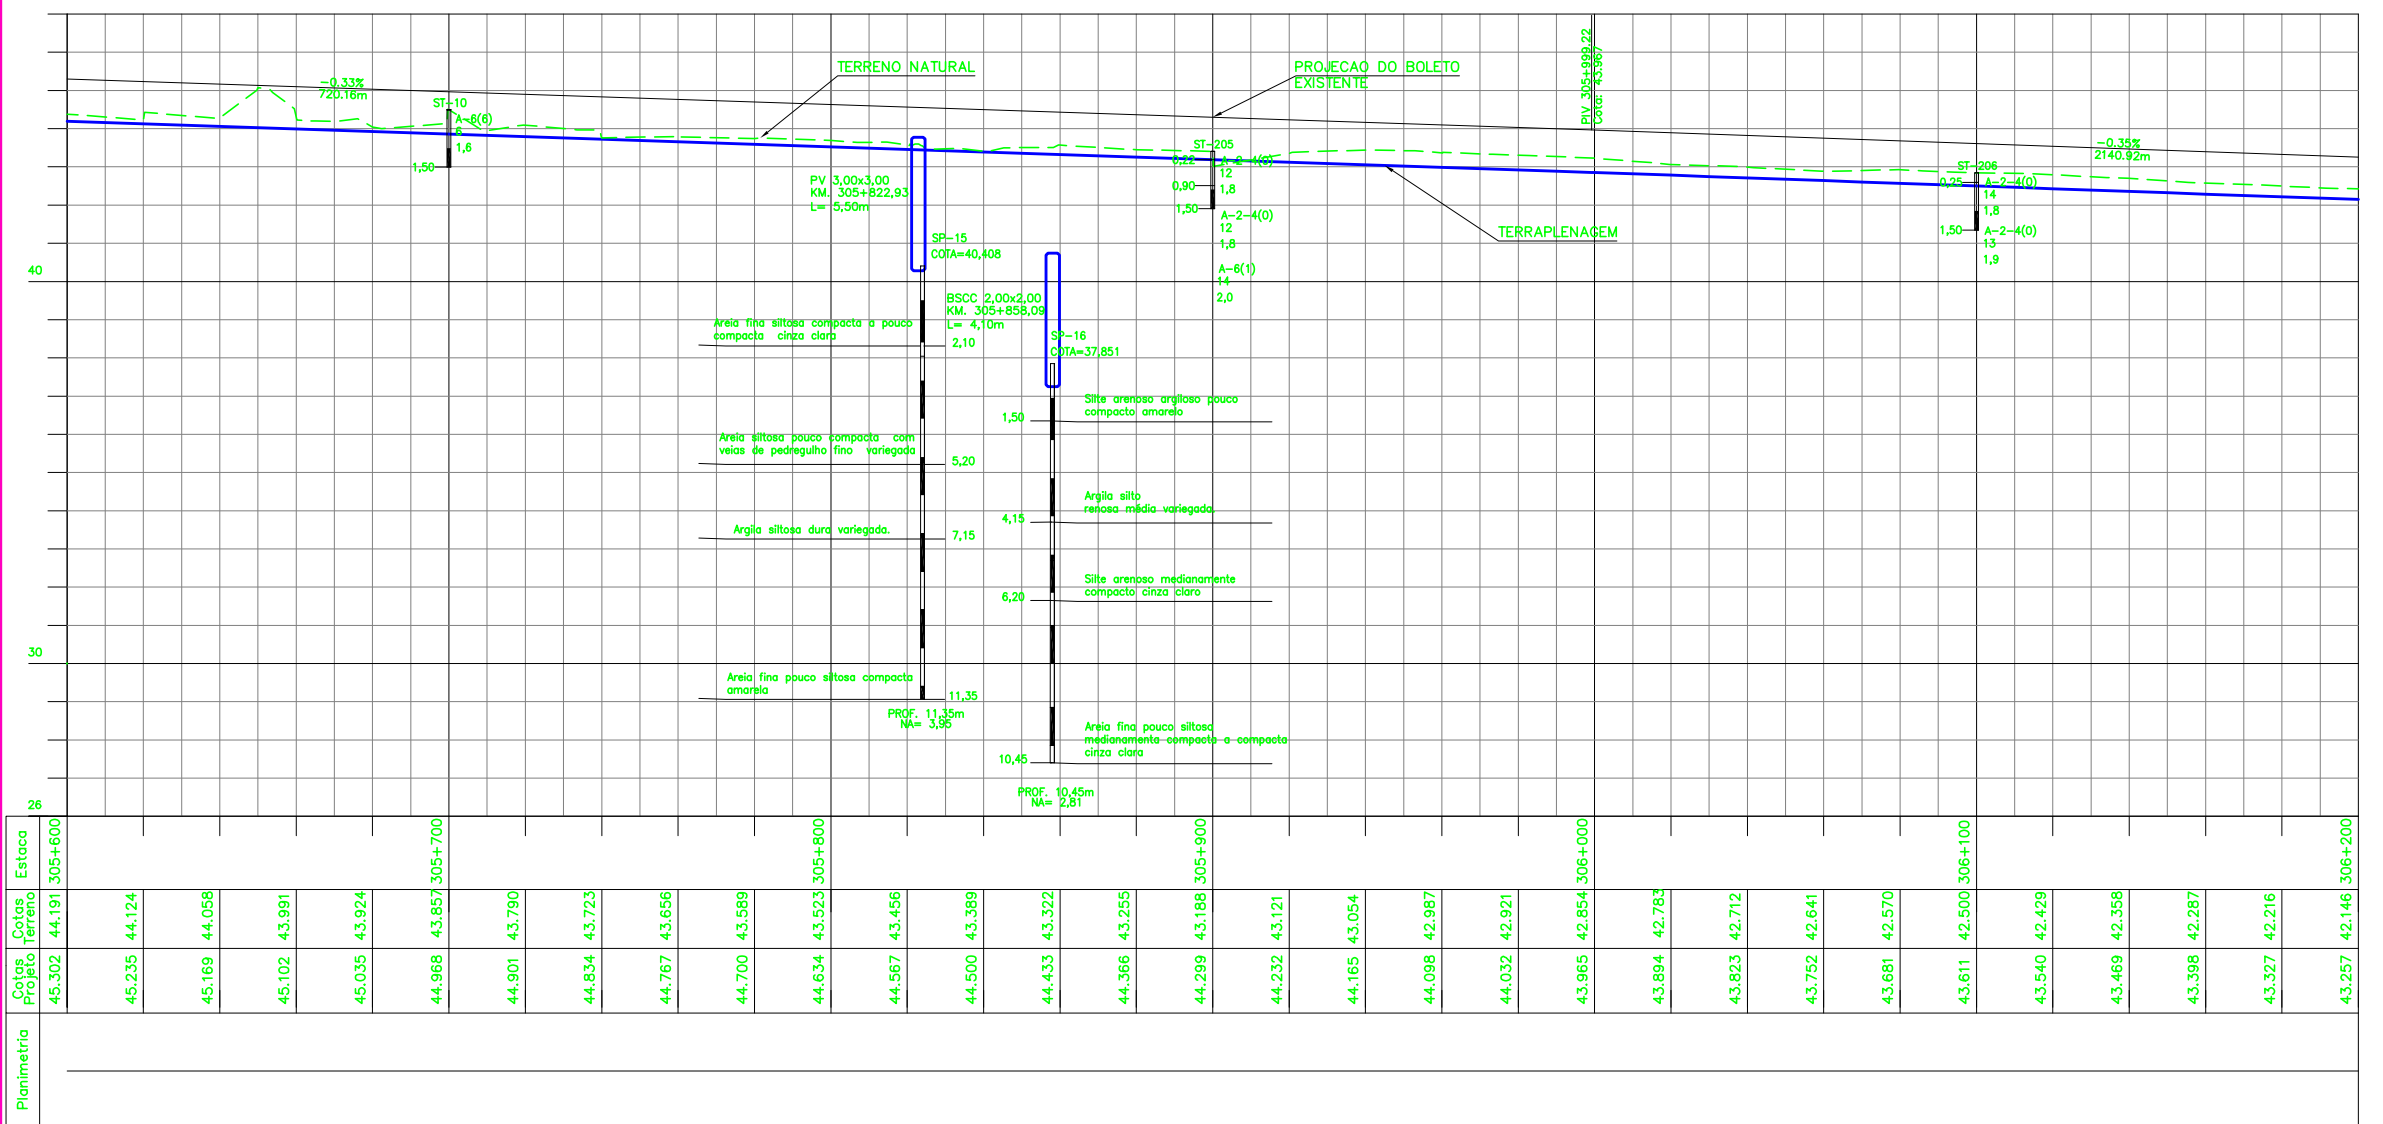 -0.33%
720.16m
TERRENO NATURAL
PROJECAO DO BOLETO
EXISTENTE
PIV 305+999.22
Cota: 43.967
-0.35%
2140.92m
ST-10
A-6(6)
6
1,6
1,50
PV 3,00x3,00
KM. 305+822,93
L= 5,50m
SP-15
COTA=40,408
BSCC 2,00x2,00
KM. 305+858,09
L= 4,10m
SP-16
COTA=37,851
ST-205
0,22
A-2-4(0)
12
0,90
1,8
1,50
A-2-4(0)
12
1,8
A-6(1)
14
2,0
TERRAPLENAGEM
ST-206
0,25
A-2-4(0)
14
1,8
1,50
A-2-4(0)
13
1,9
40
30
26
Areia fina siltosa compacta a pouco
compacta cinza clara
2,10
Areia siltosa pouco compacta com
veias de pedregulho fino variegada
5,20
Argila siltosa dura variegada.
7,15
Areia fina pouco siltosa compacta
amarela
11,35
PROF. 11,35m
NA= 3,95
Silte arenoso argiloso pouco
compacto amarelo
1,50
Argila silto
renosa média variegada.
4,15
Silte arenoso medianamente
compacto cinza claro
6,20
Areia fina pouco siltosa
medianamenta compacta a compacta
cinza clara
10,45
PROF. 10,45m
NA= 2,81
Estaca
305+600
305+700
305+800
305+900
306+000
306+100
306+200
Cotas
Terreno
44.191
44.124
44.058
43.991
43.924
43.857
43.790
43.723
43.656
43.589
43.523
43.456
43.389
43.322
43.255
43.188
43.121
43.054
42.987
42.921
42.854
42.783
42.712
42.641
42.570
42.500
42.429
42.358
42.287
42.216
42.146
Cotas
Projeto
45.302
45.235
45.169
45.102
45.035
44.968
44.901
44.834
44.767
44.700
44.634
44.567
44.500
44.433
44.366
44.299
44.232
44.165
44.098
44.032
43.965
43.894
43.823
43.752
43.681
43.611
43.540
43.469
43.398
43.327
43.257
Planimetria